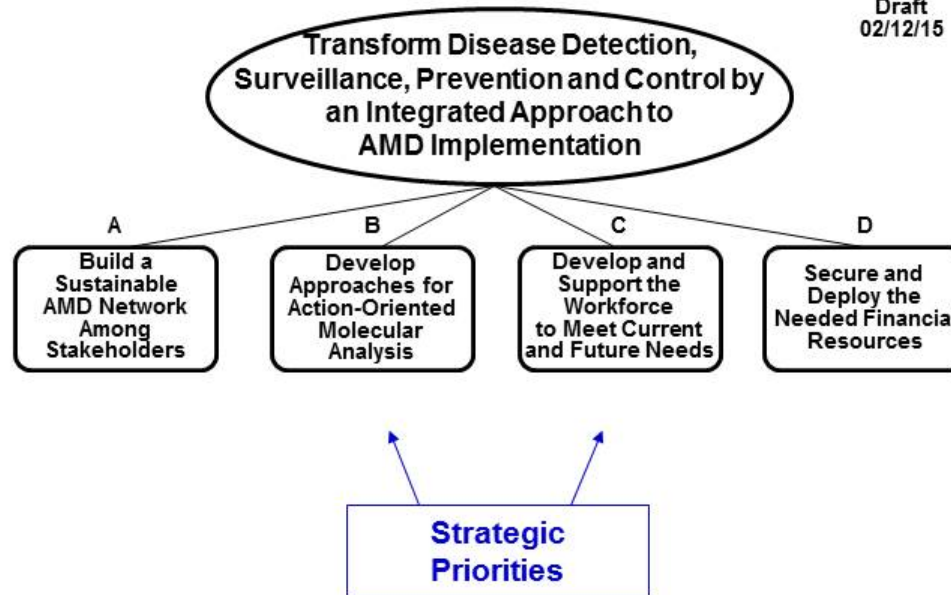 Draft
02/12/15
Transform Disease Detection,
Surveillance, Prevention and Control by
an Integrated Approach to
AMD Implementation
A
B
C
D
Build a
Sustainable
AMD Network
Among
Stakeholders
Develop
Approaches for
Action-Oriented
Molecular
Analysis
Develop and
Support the
Workforce
to Meet Current
and Future Needs
Secure and
Deploy the
Needed Financia
Resources
Strategic
Priorities